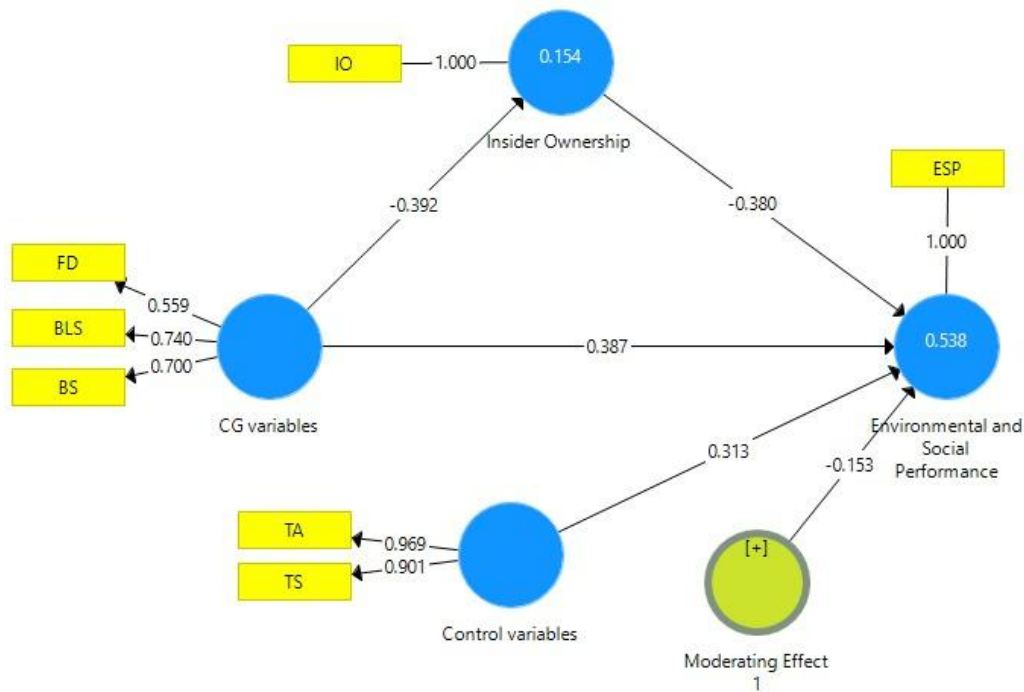 IO
1.000
0.154
Insider Ownership
ESP
1.000
-0.392
-0.380
FD
BLS
BS
0.559
0.740
0.700
CG variables
0.387
0.538
Environmental and
Social
Performance
0.313
-0.153
TA
TS
0.969
0.901
Control variables
[+]
Moderating Effect
1